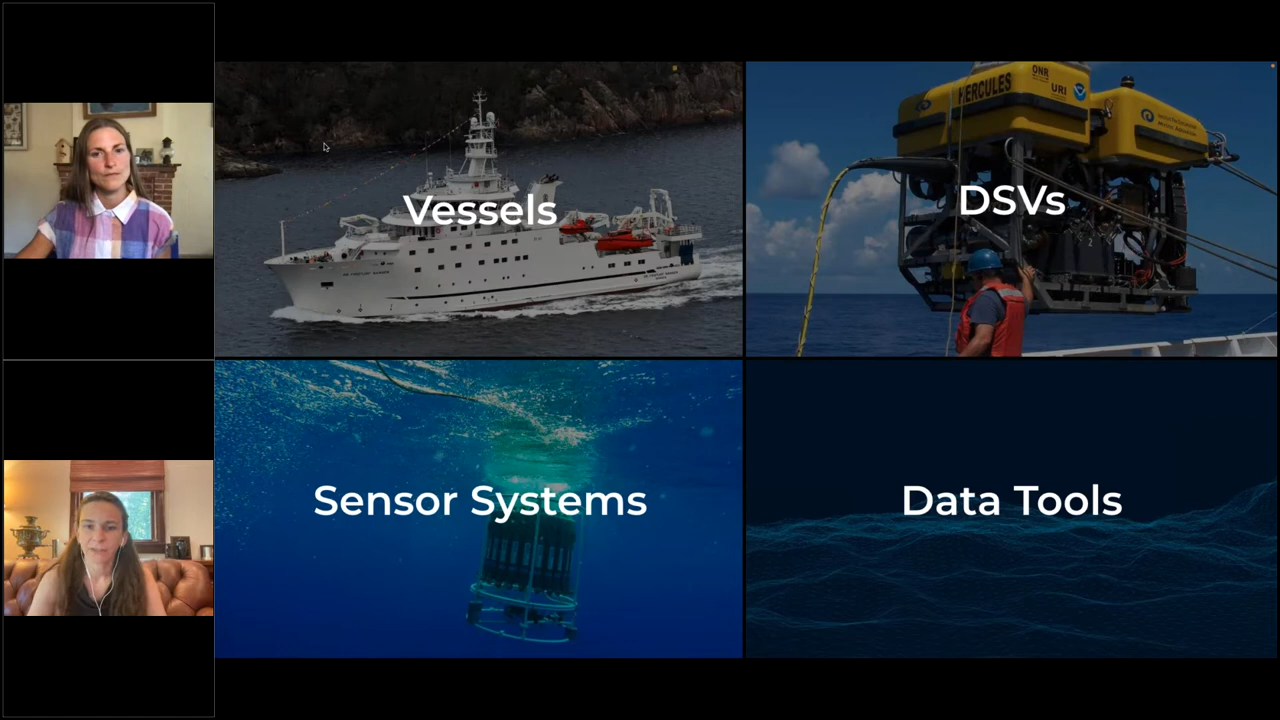 Vessels
HERCULES
ONR
URI
DSVs
Sensor Systems
Data Tools